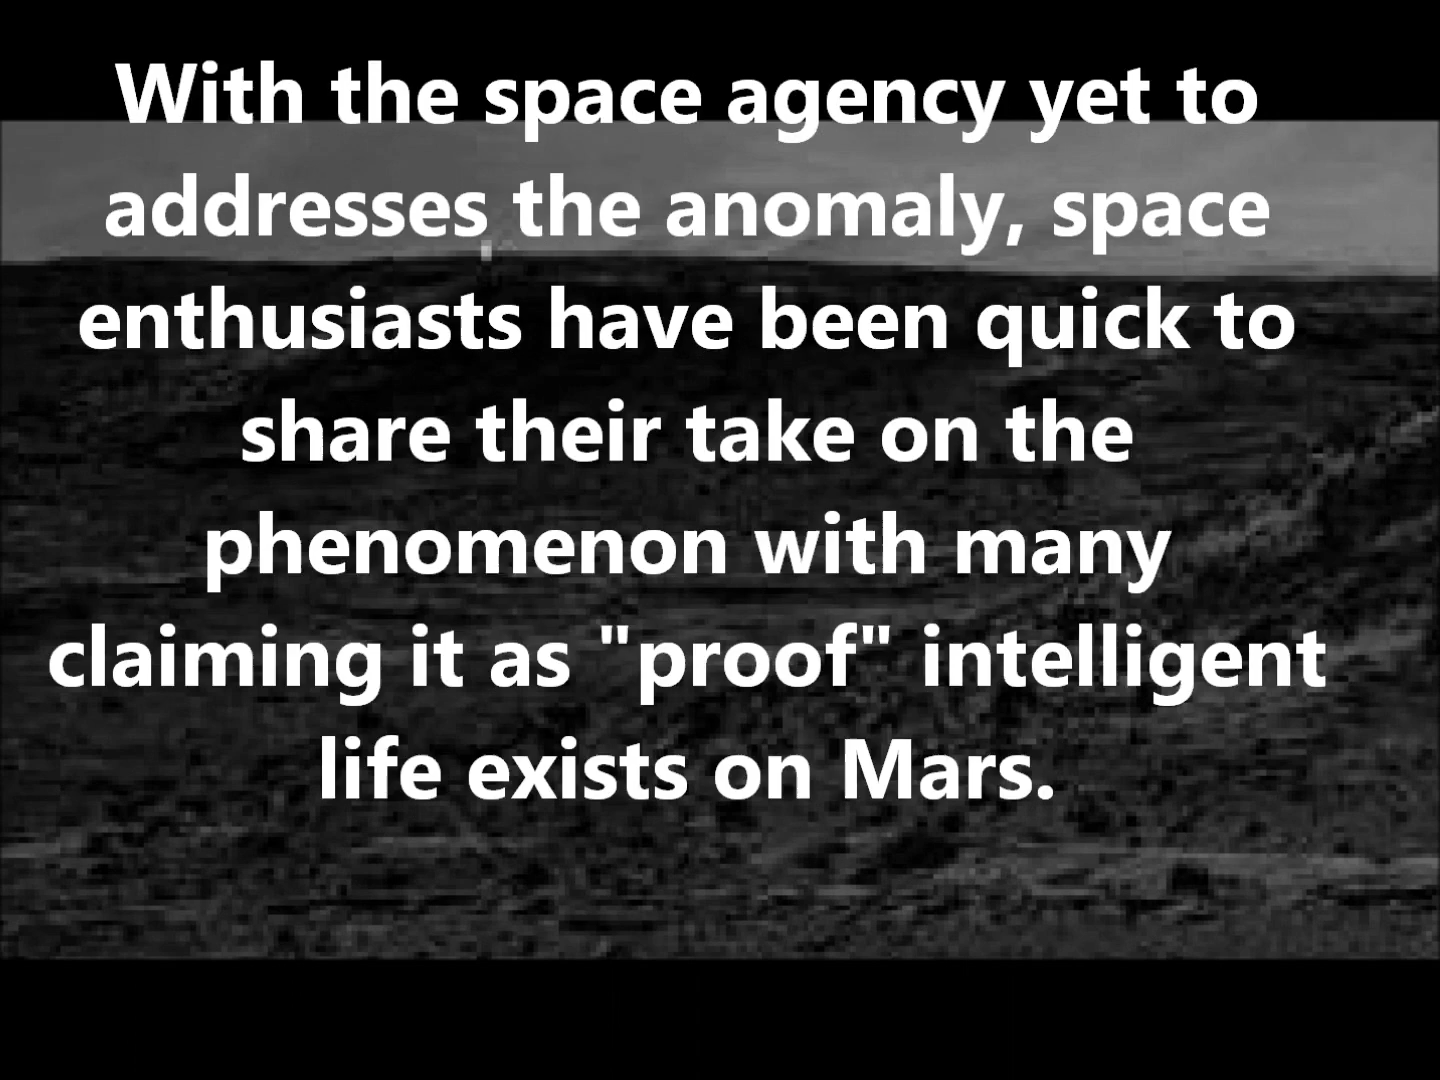 With the space agency yet to
addresses the anomaly, space
enthusiasts have been quick to
share their take on the
phenomenon with many
claiming it as "proof" intelligent
life exists on Mars.